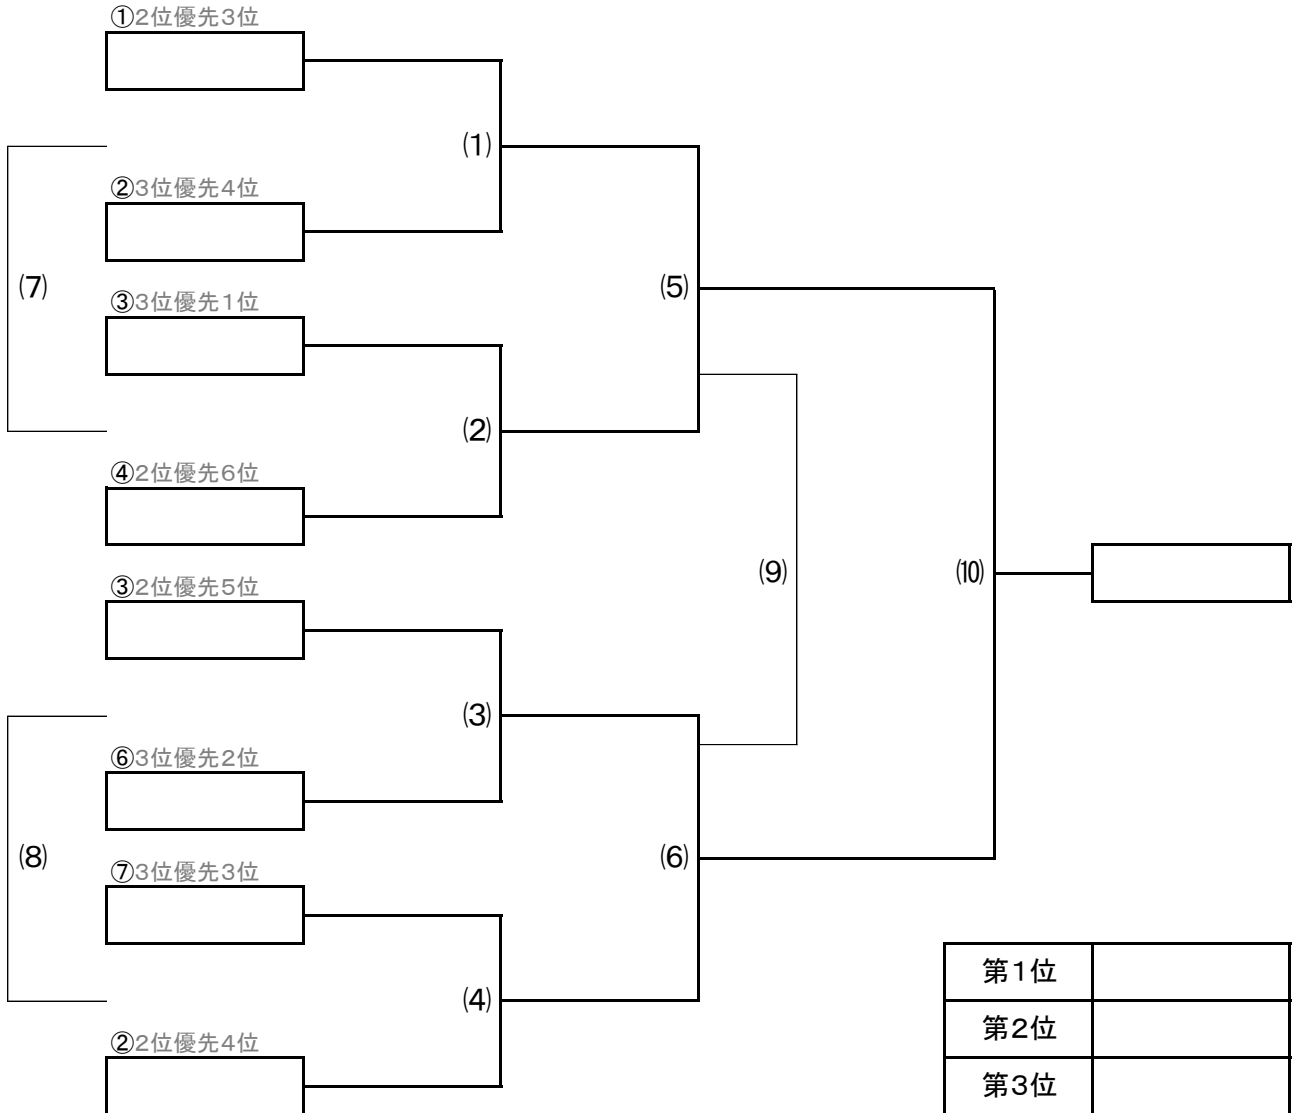 ①2位優先3位
⑴
②3位優先4位
⑺
⑸
③3位優先1位
⑵
④2位優先6位
⑼
⑽
③2位優先5位
⑶
⑥3位優先2位
⑻
⑹
⑦3位優先3位
第1位
⑷
第2位
②2位優先4位
第3位